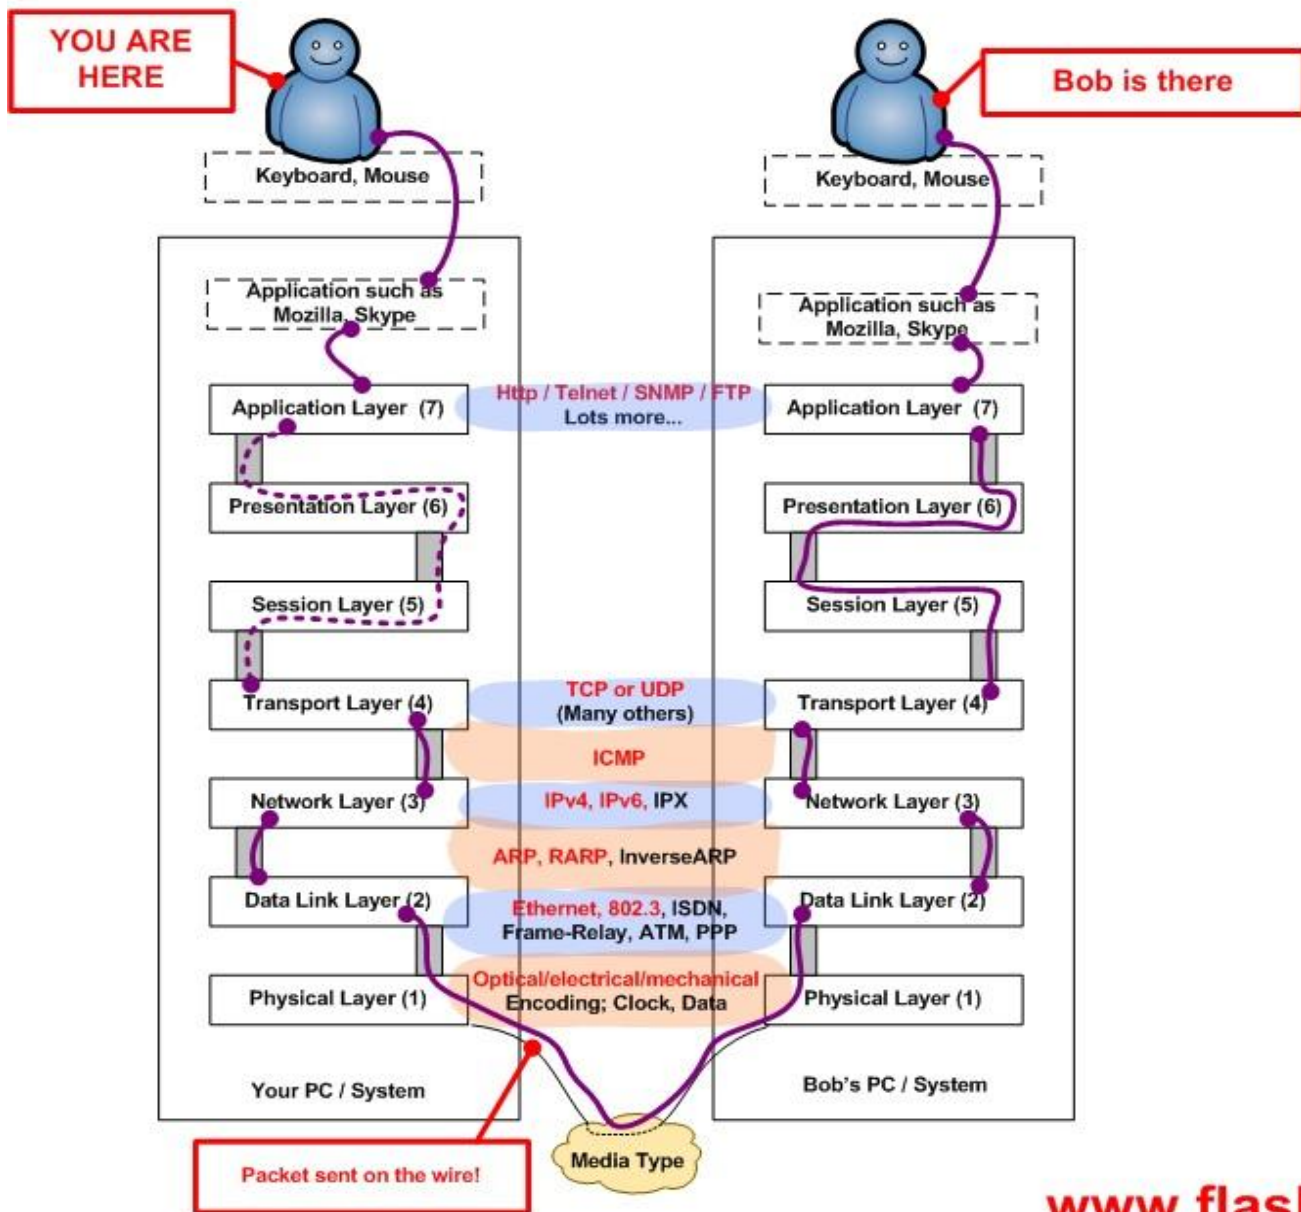 YOU ARE
HERE
Bob is there
Keyboard, Mouse
Keyboard, Mouse
Application such as
Mozilla, Skype
Application such as
Mozilla, Skype
Application Layer (7)
Http / Telnet / SNMP / FTP
Lots more...
Application Layer (7)
Presentation Layer (6)
Presentation Layer (6)
Session Layer (5)
Session Layer (5)
Transport Layer (4)
TCP or UDP
(Many others)
Transport Layer (4)
ICMP
Network Layer (3)
IPv4, IPv6, IPX
Network Layer (3)
ARP, RARP, InverseARP
Data Link Layer (2)
Ethernet, 802.3, ISDN,
Frame-Relay, ATM, PPP
Data Link Layer (2)
Physical Layer (1)
Optical/electrical/mechanical
Encoding; Clock, Data
Physical Layer (1)
Your PC / System
Bob's PC / System
Packet sent on the wire!
Media Type